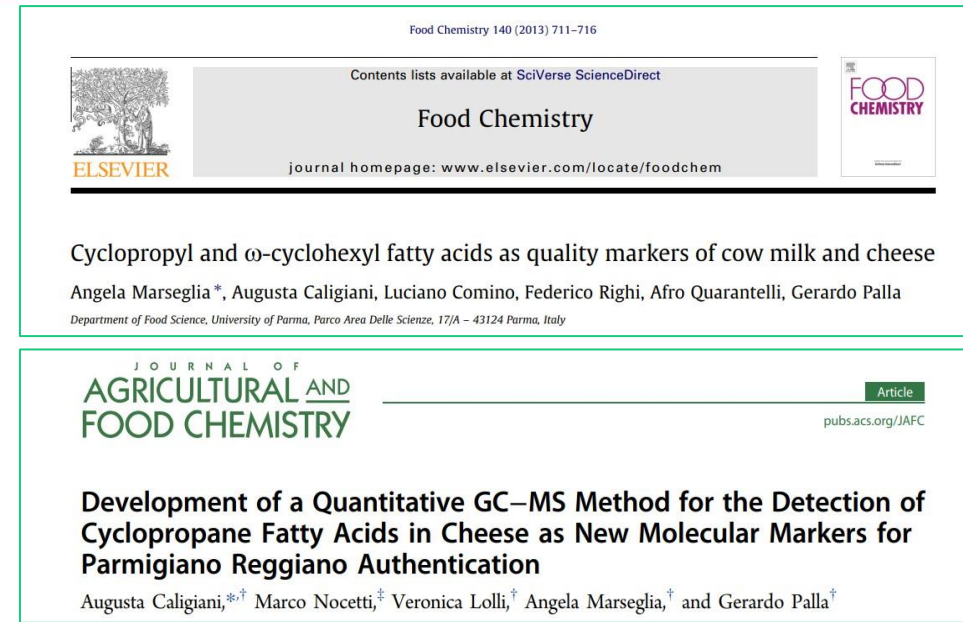 Food Chemistry 140 (2013) 711–716
Contents lists available at SciVerse ScienceDirect
Food Chemistry
journal homepage: www.elsevier.com/locate/foodchem
ELSEVIER
FOOD
CHEMISTRY
Cyclopropyl and ω-cyclohexyl fatty acids as quality markers of cow milk and cheese
Angela Marseglia*, Augusta Caligiani, Luciano Comino, Federico Righi, Afro Quarantelli, Gerardo Palla
Department of Food Science, University of Parma, Parco Area Delle Scienze, 17/A – 43124 Parma, Italy
JOURNAL OF
AGRICULTURAL AND
FOOD CHEMISTRY
Article
pubs.acs.org/JAFC
Development of a Quantitative GC−MS Method for the Detection of
Cyclopropane Fatty Acids in Cheese as New Molecular Markers for
Parmigiano Reggiano Authentication
Augusta Caligiani,*,† Marco Nocetti,‡ Veronica Lolli,† Angela Marseglia,† and Gerardo Palla†